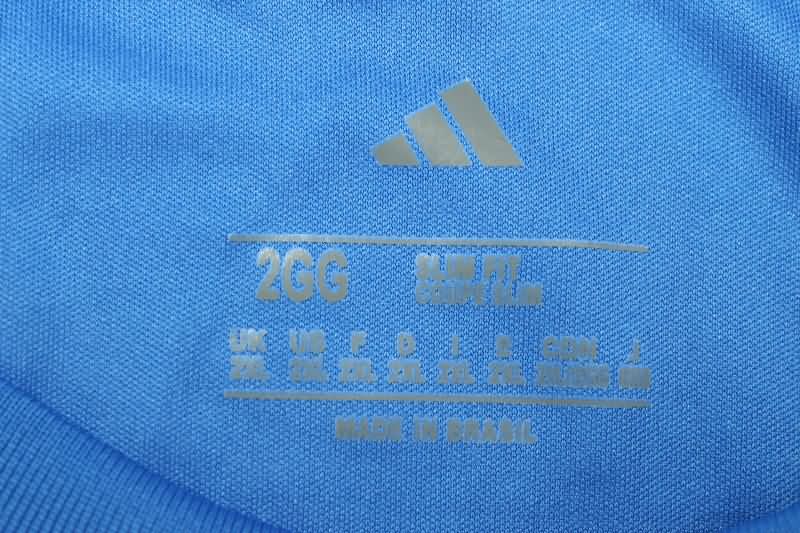 2GG
SLIM FIT
COUPE SLIM
UK US F D I E CDN J
2XL 2XL 2XL 2XL 2XL 2XL
MADE IN BRASIL